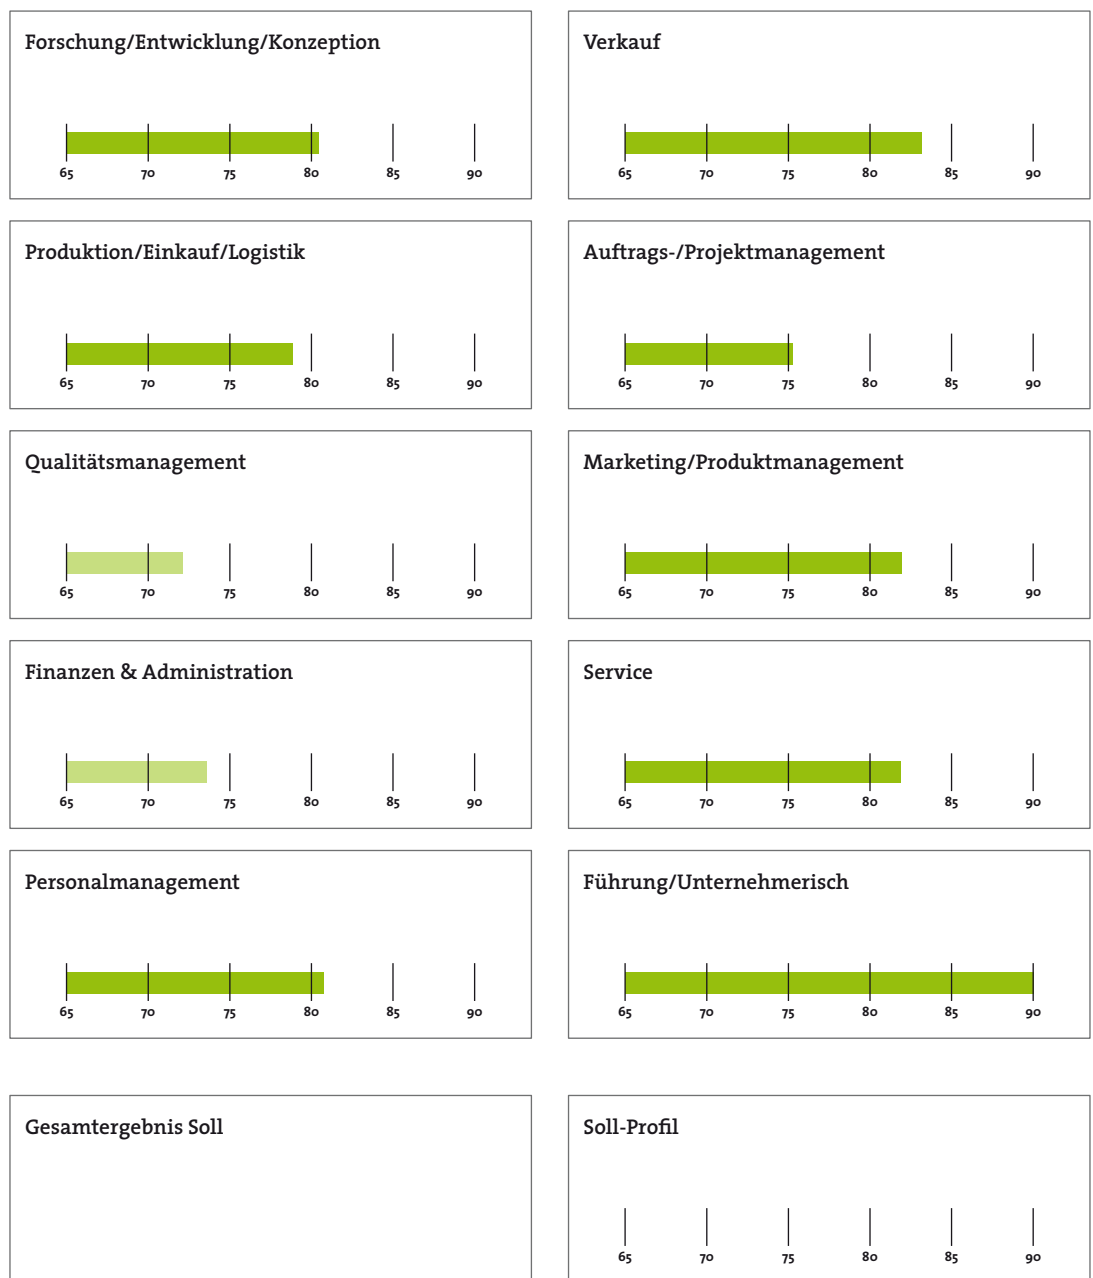 Forschung/Entwicklung/Konzeption
65 70 75 80 85 90
Verkauf
65 70 75 80 85 90
Produktion/Einkauf/Logistik
65 70 75 80 85 90
Auftrags-/Projektmanagement
65 70 75 80 85 90
Qualitätsmanagement
65 70 75 80 85 90
Marketing/Produktmanagement
65 70 75 80 85 90
Finanzen & Administration
65 70 75 80 85 90
Service
65 70 75 80 85 90
Personalmanagement
65 70 75 80 85 90
Führung/Unternehmerisch
65 70 75 80 85 90
Gesamtergebnis Soll
Soll-Profil
65 70 75 80 85 90